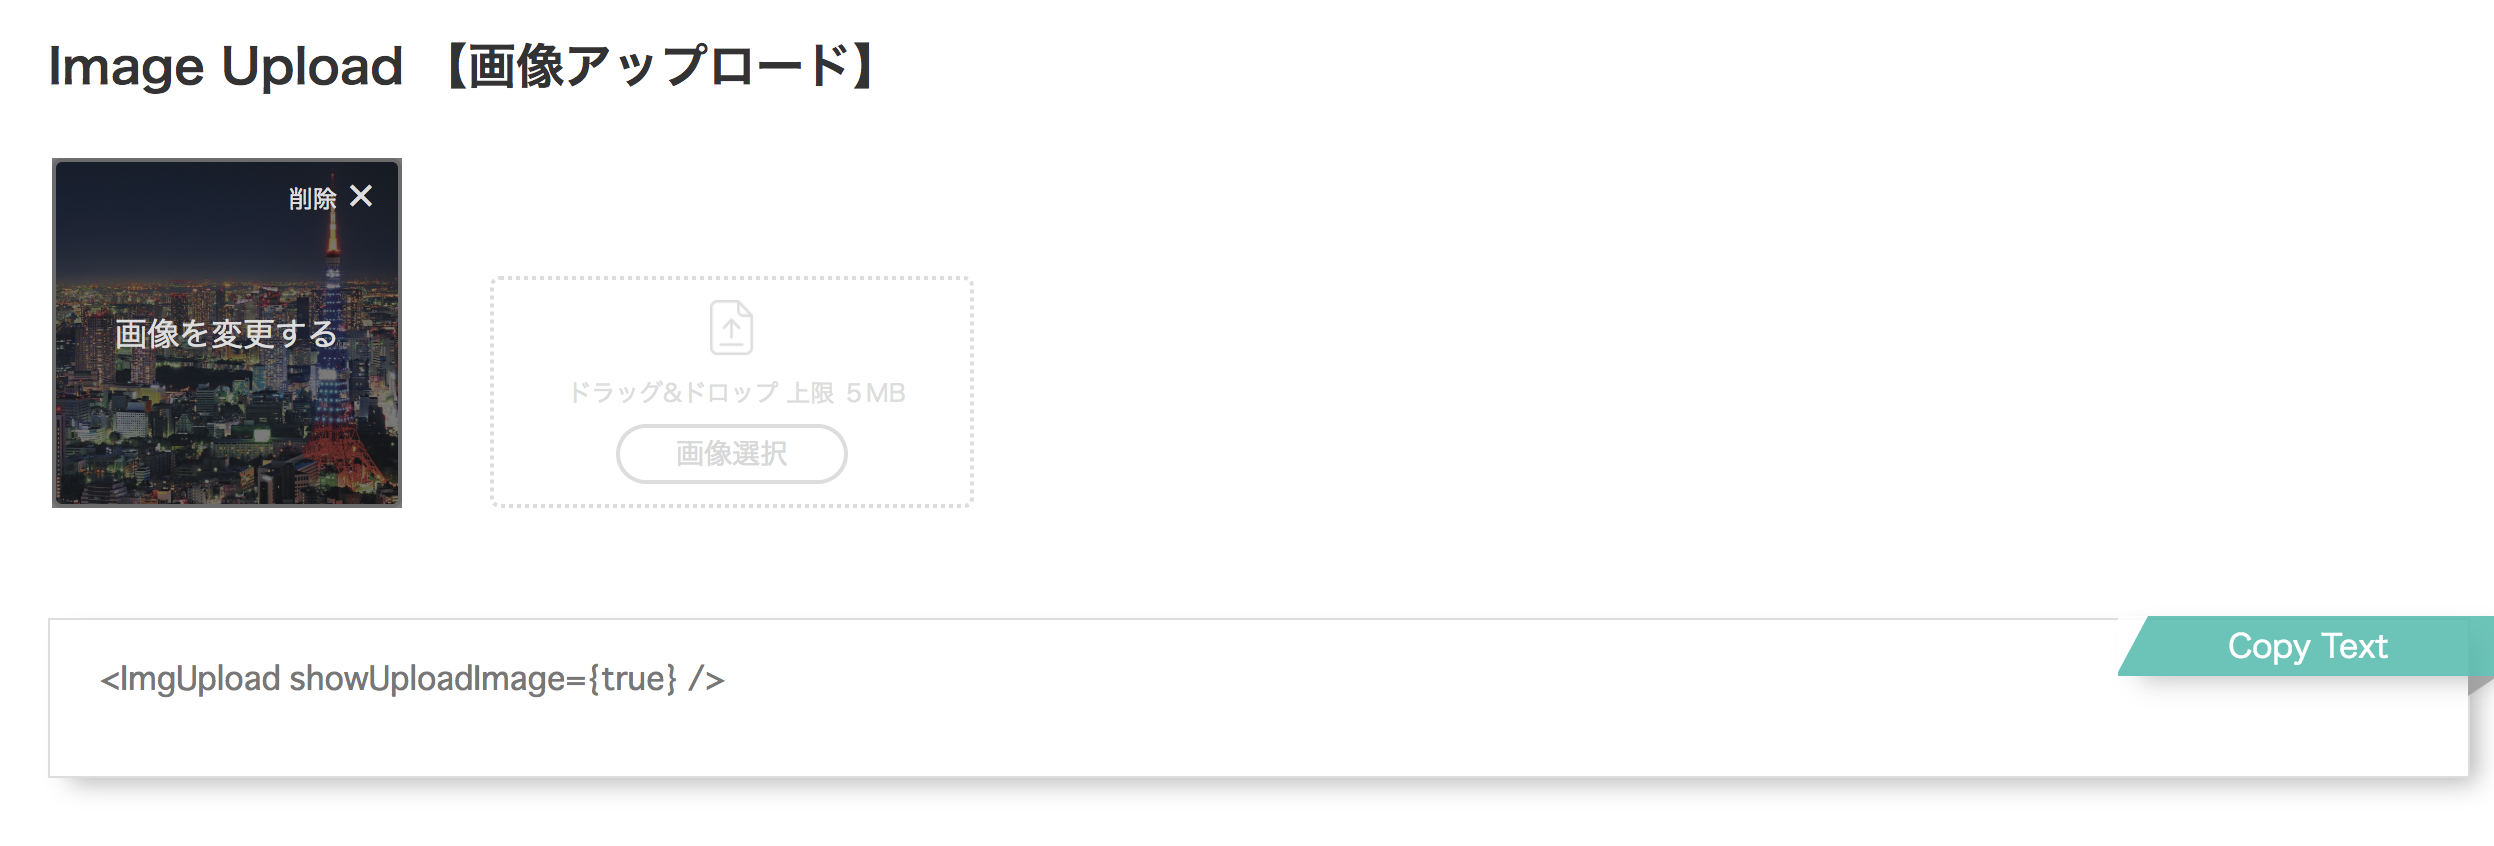 Image Upload 【画像アップロード】
削除 ✕
画像を変更する
ドラッグ&ドロップ 上限 5MB
画像選択
Copy Text
<ImgUpload showUploadImage={true} />